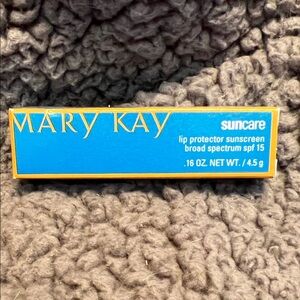 MARY KAY
suncare
lip protector sunscreen
broad spectrum spf 15
.16 OZ. NET WT. / 4.5 g